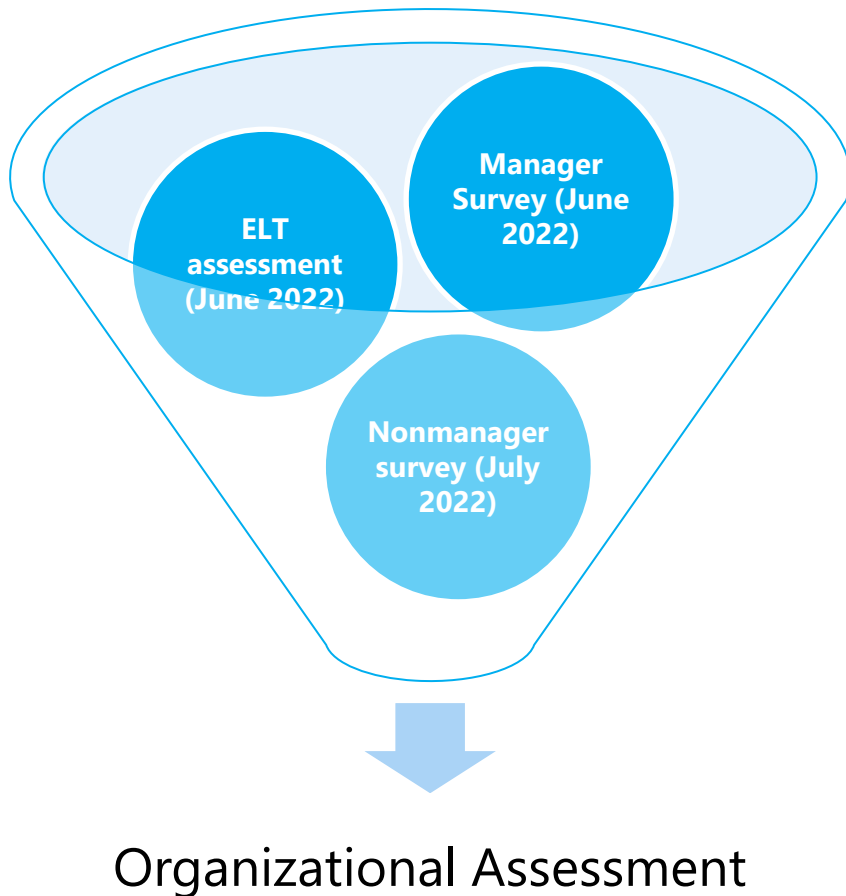 Manager
Survey (June
2022)
ELT
assessment
(June 2022)
Nonmanager
survey (July
2022)
Organizational Assessment